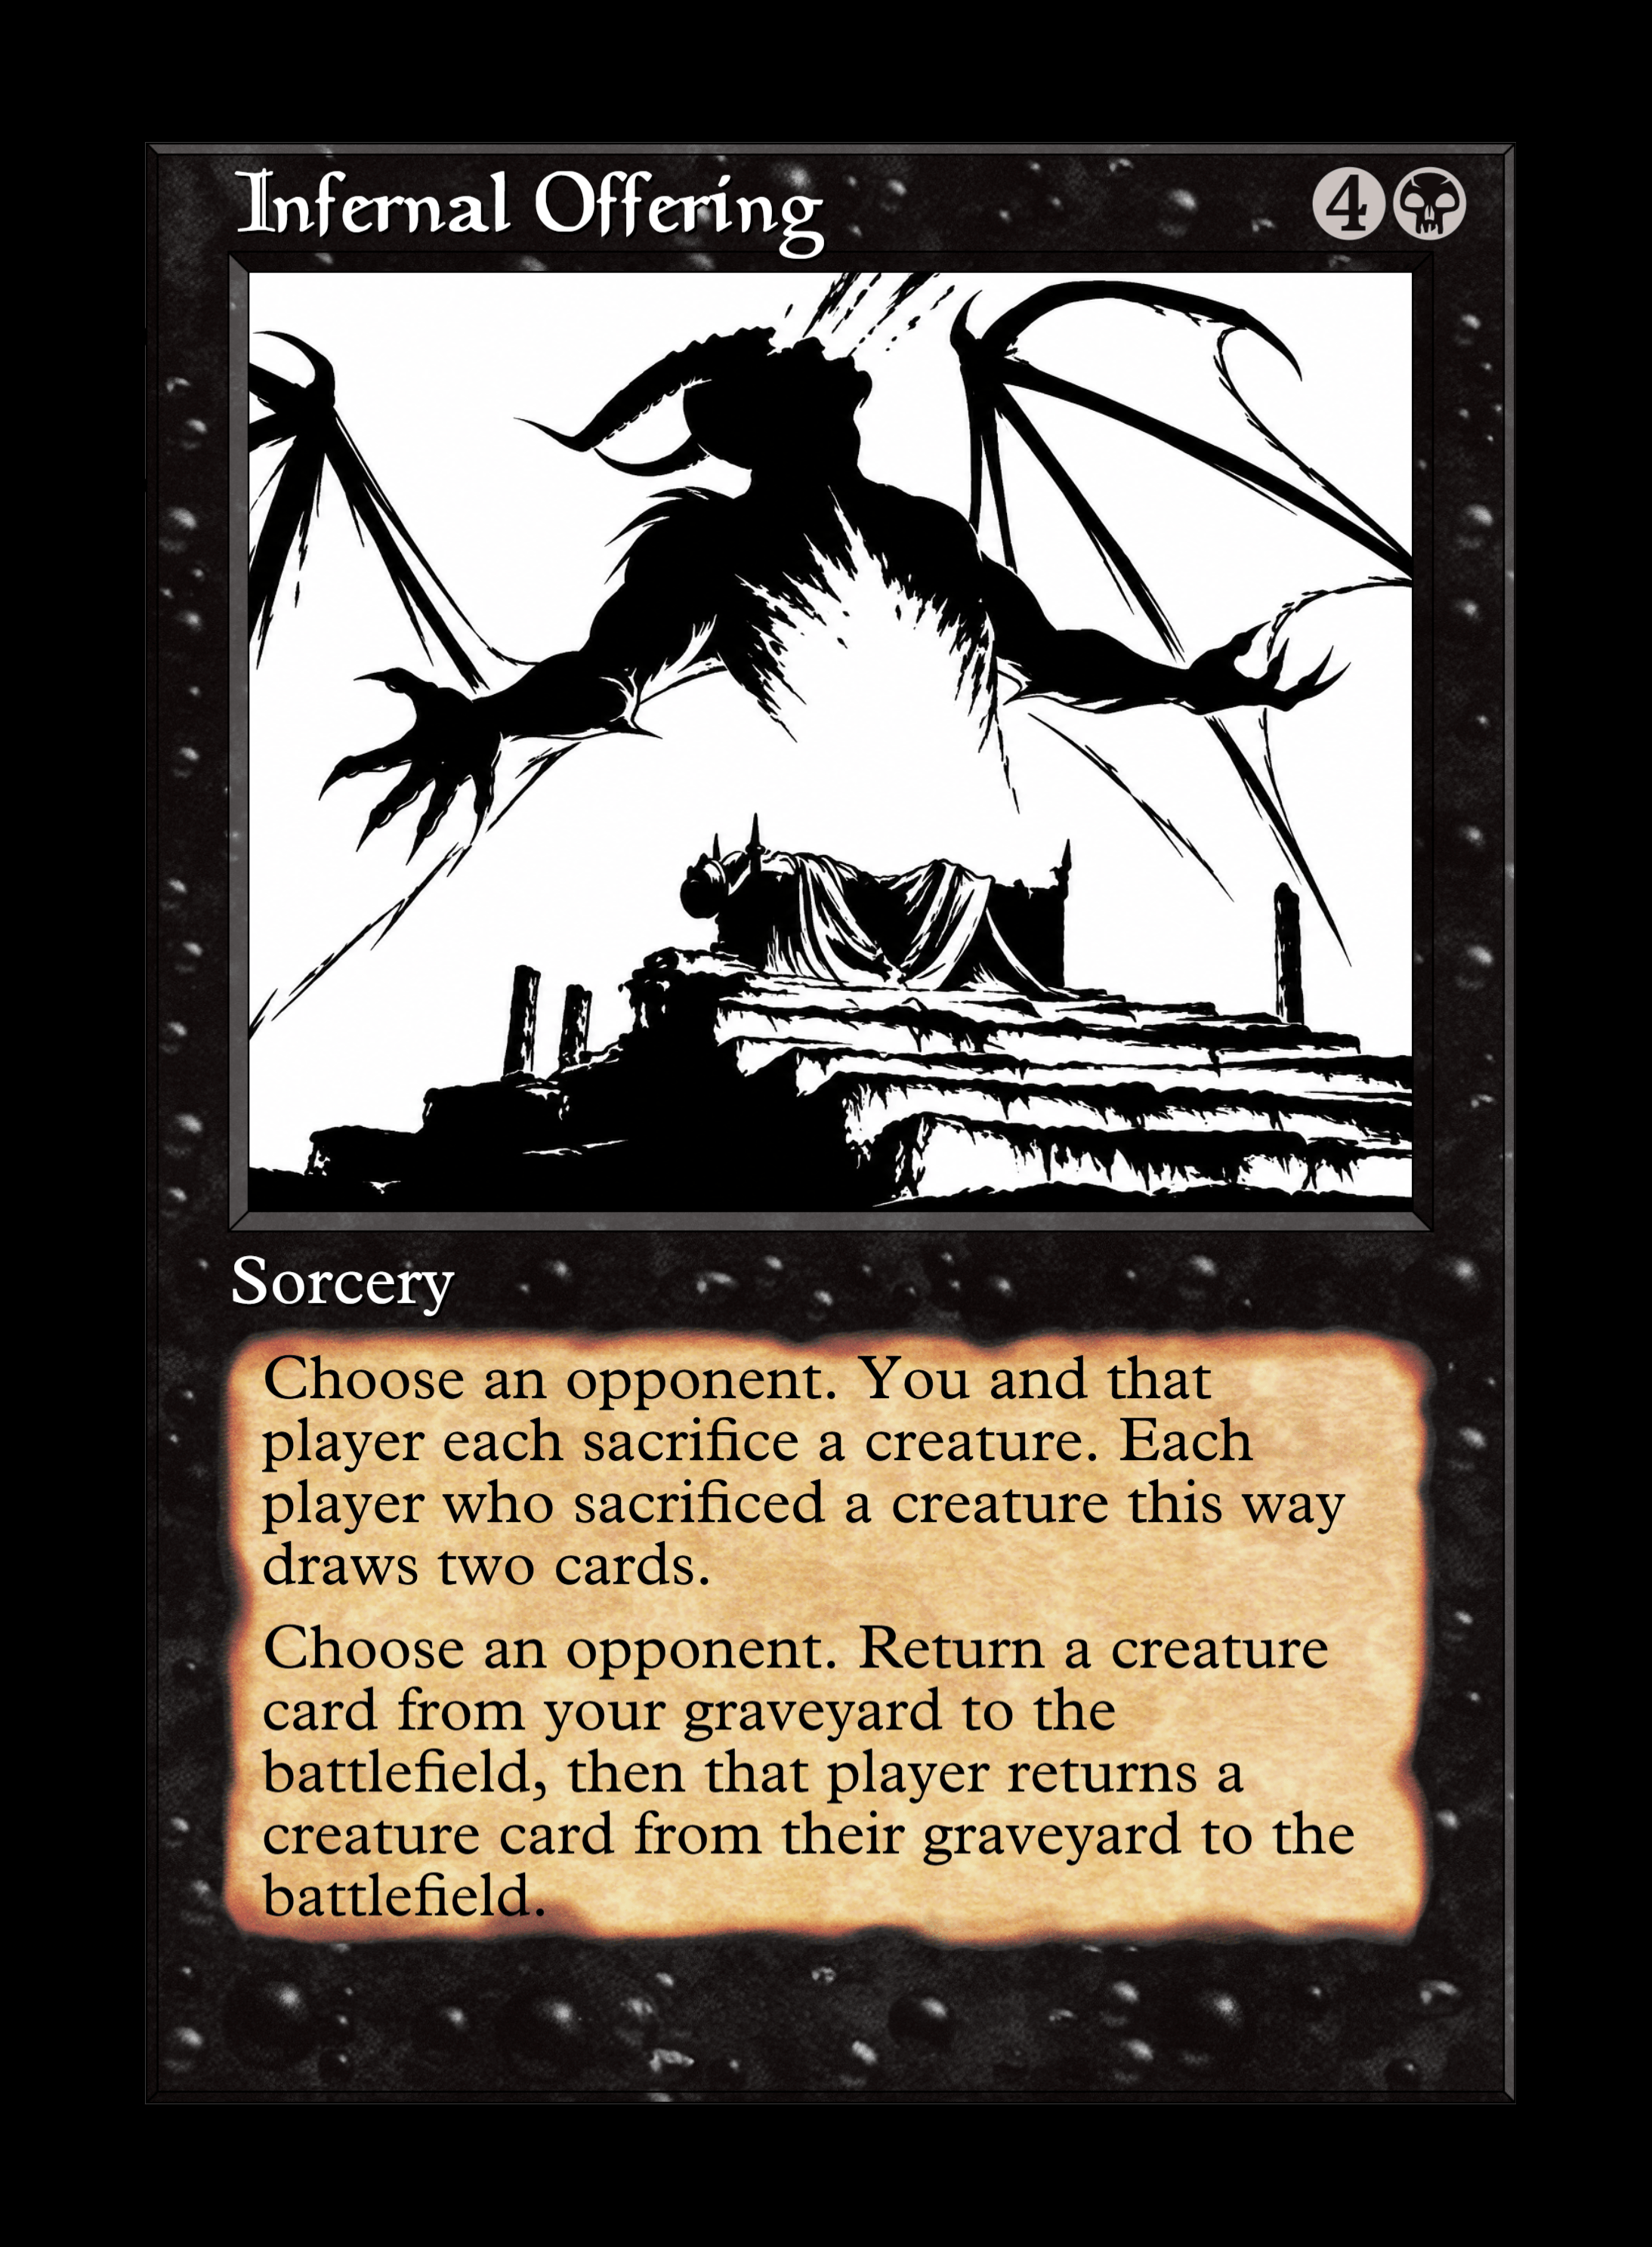 Infernal Offering 4
Sorcery
Choose an opponent. You and that
player each sacrifice a creature. Each
player who sacrificed a creature this way
draws two cards.
Choose an opponent. Return a creature
card from your graveyard to the
battlefield, then that player returns a
creature card from their graveyard to the
battlefield.